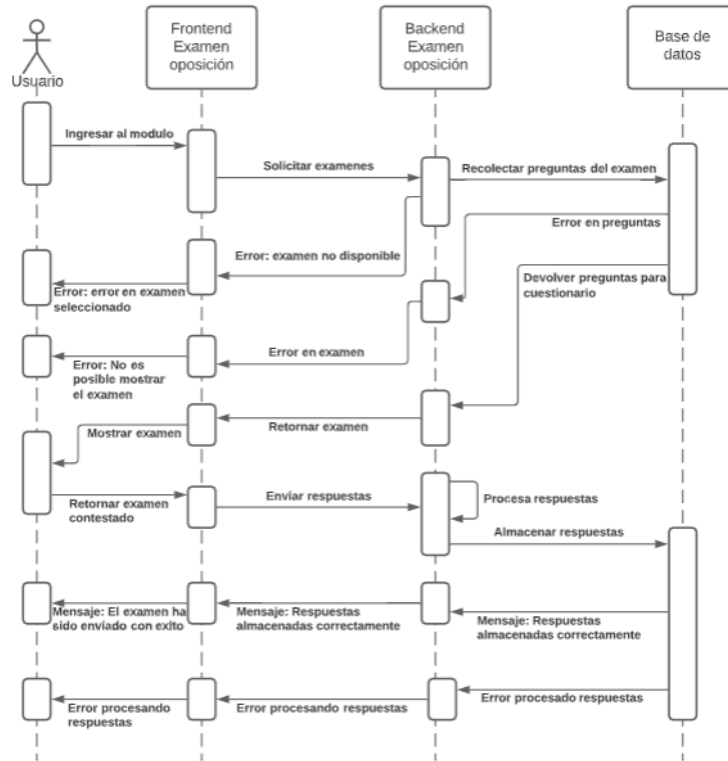 Frontend
Examen
oposición
Backend
Examen
oposición
Base de
datos
Usuario
Ingresar al modulo
Solicitar examenes
Recolectar preguntas del examen
Error en preguntas
Error: examen no disponible
Devolver preguntas para
cuestionario
Error: error en examen
seleccionado
Error en examen
Error: No es
posible mostrar
el examen
Mostrar examen
Retornar examen
Retornar examen
contestado
Enviar respuestas
Procesa respuestas
Almacenar respuestas
Mensaje: El examen ha
sido enviado con exito
Mensaje: Respuestas
almacenadas correctamente
Mensaje: Respuestas
almacenadas correctamente
Error procesando
respuestas
Error procesando respuestas
Error procesado respuestas